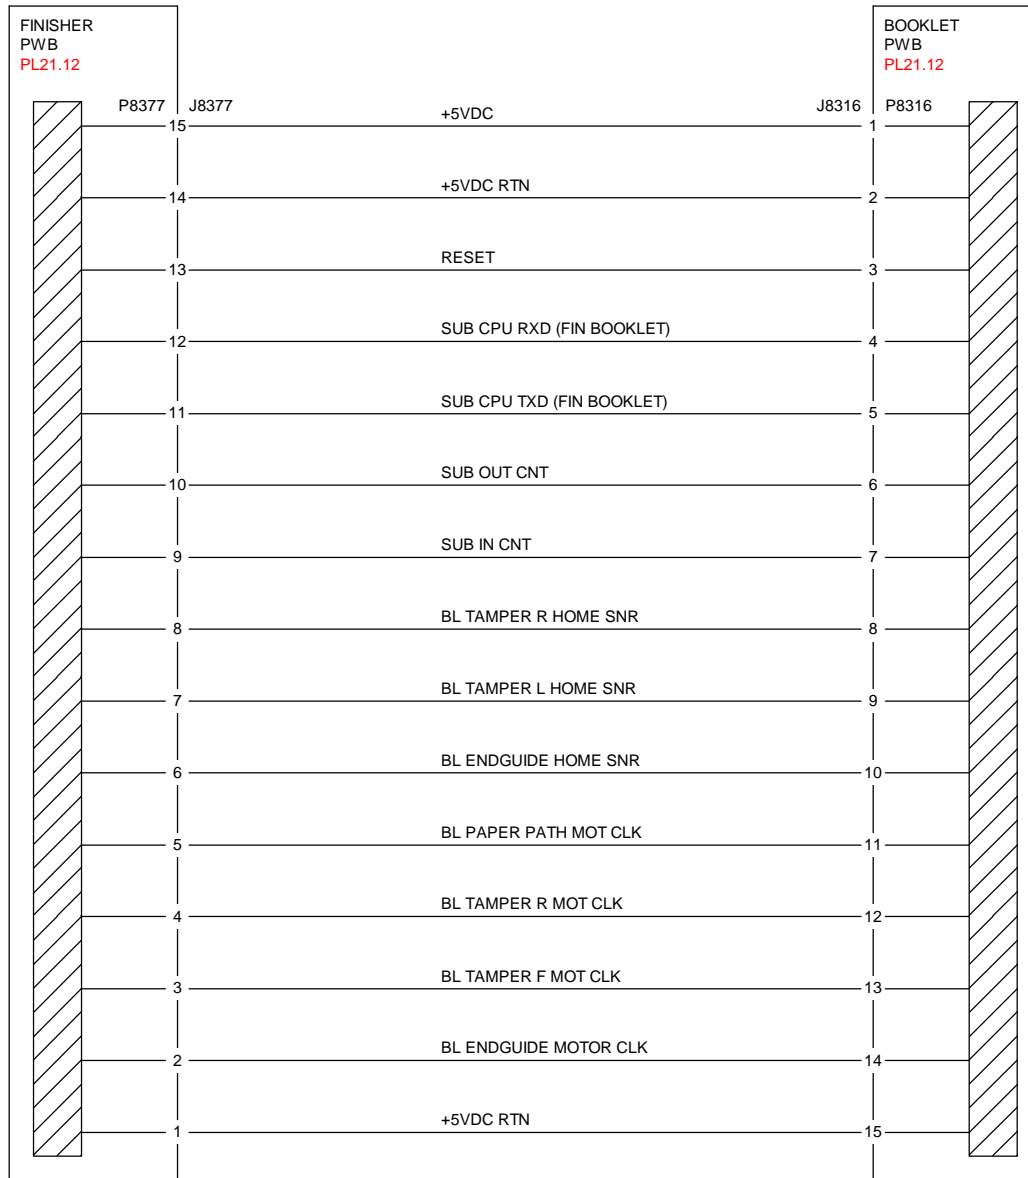 FINISHER
PWB
PL21.12
BOOKLET
PWB
PL21.12
P8377 J8377 J8316 P8316
15 +5VDC 1
14 +5VDC RTN 2
13 RESET 3
12 SUB CPU RXD (FIN BOOKLET) 4
11 SUB CPU TXD (FIN BOOKLET) 5
10 SUB OUT CNT 6
9 SUB IN CNT 7
8 BL TAMPER R HOME SNR 8
7 BL TAMPER L HOME SNR 9
6 BL ENDGUIDE HOME SNR 10
5 BL PAPER PATH MOT CLK 11
4 BL TAMPER R MOT CLK 12
3 BL TAMPER F MOT CLK 13
2 BL ENDGUIDE MOTOR CLK 14
1 +5VDC RTN 15